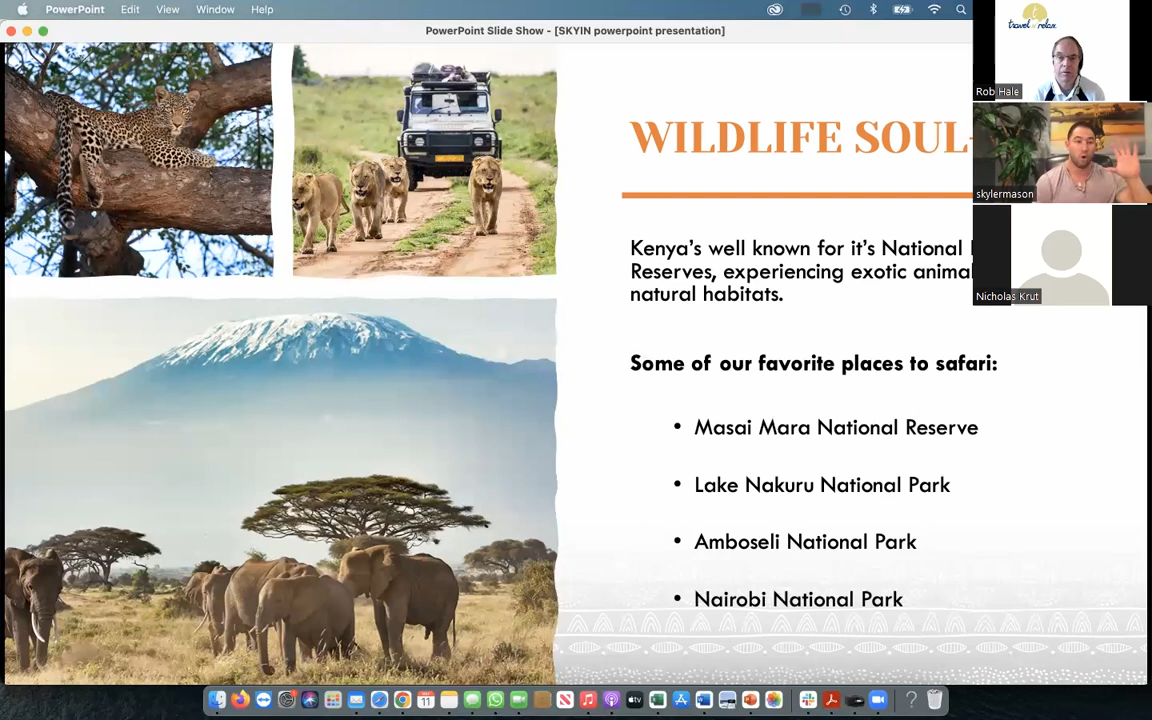 PowerPoint Edit View Window Help
PowerPoint Slide Show - [SKYIN powerpoint presentation]
travel n relax
Rob Hale
skylermason
Nicholas Krut
WILDLIFE SOUL-
Kenya's well known for it's National
Reserves, experiencing exotic animal
natural habitats.
Some of our favorite places to safari:
• Masai Mara National Reserve
• Lake Nakuru National Park
• Amboseli National Park
• Nairobi National Park
11